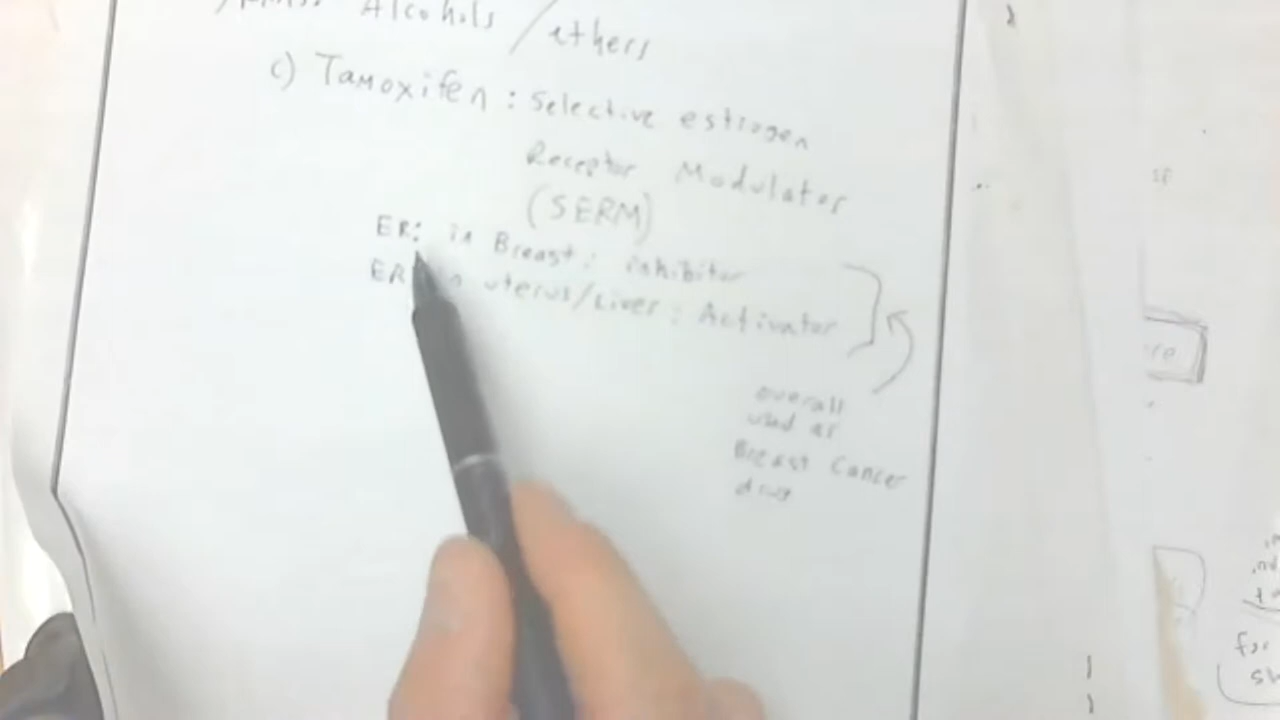 Alcohols / ethers
c) Tamoxifen : Selective estrogen
Receptor Modulator
(SERM)
ER: in Breast : inhibitor
ER uterus/Liver : Activator
overall
used as
Breast Cancer
drug
for